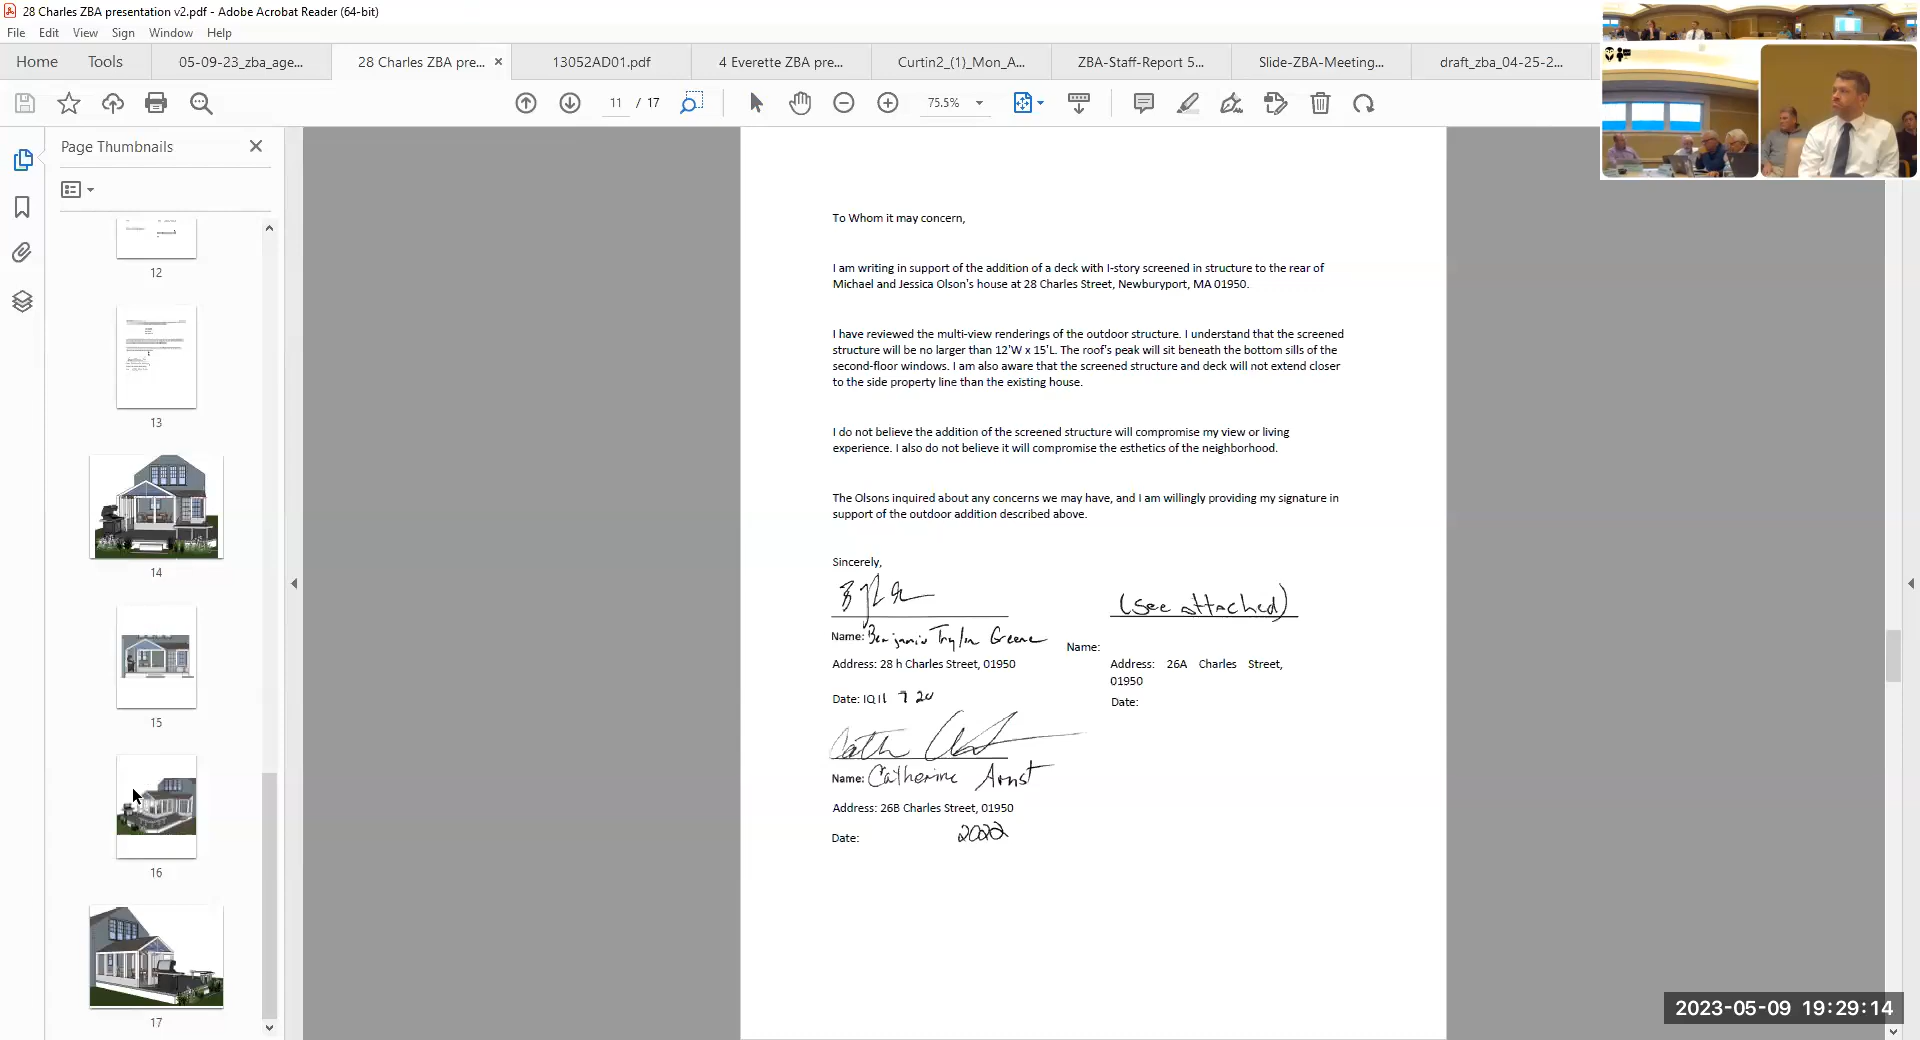 28 Charles ZBA presentation v2.pdf - Adobe Acrobat Reader (64-bit)
File Edit View Sign Window Help
Home Tools 05-09-23_zba_age... 28 Charles ZBA pre... × 13052AD01.pdf 4 Everette ZBA pre... Curtin2_(1)_Mon_A... ZBA-Staff-Report 5... Slide-ZBA-Meeting... draft_zba_04-25-2...
11 / 17 75.5%
Page Thumbnails
12
13
14
15
16
17
To Whom it may concern,
I am writing in support of the addition of a deck with I-story screened in structure to the rear of
Michael and Jessica Olson's house at 28 Charles Street, Newburyport, MA 01950.
I have reviewed the multi-view renderings of the outdoor structure. I understand that the screened
structure will be no larger than 12'W x 15'L. The roof's peak will sit beneath the bottom sills of the
second-floor windows. I am also aware that the screened structure and deck will not extend closer
to the side property line than the existing house.
I do not believe the addition of the screened structure will compromise my view or living
experience. I also do not believe it will compromise the esthetics of the neighborhood.
The Olsons inquired about any concerns we may have, and I am willingly providing my signature in
support of the outdoor addition described above.
Sincerely,
(see attached)
Name: Benjamin Taylor Greene
Name:
Address: 28 h Charles Street, 01950
Address: 26A Charles Street,
01950
Date: IQII 7 20
Date:
Name: Catherine Arnst
Address: 26B Charles Street, 01950
Date: 2022
2023-05-09 19:29:14